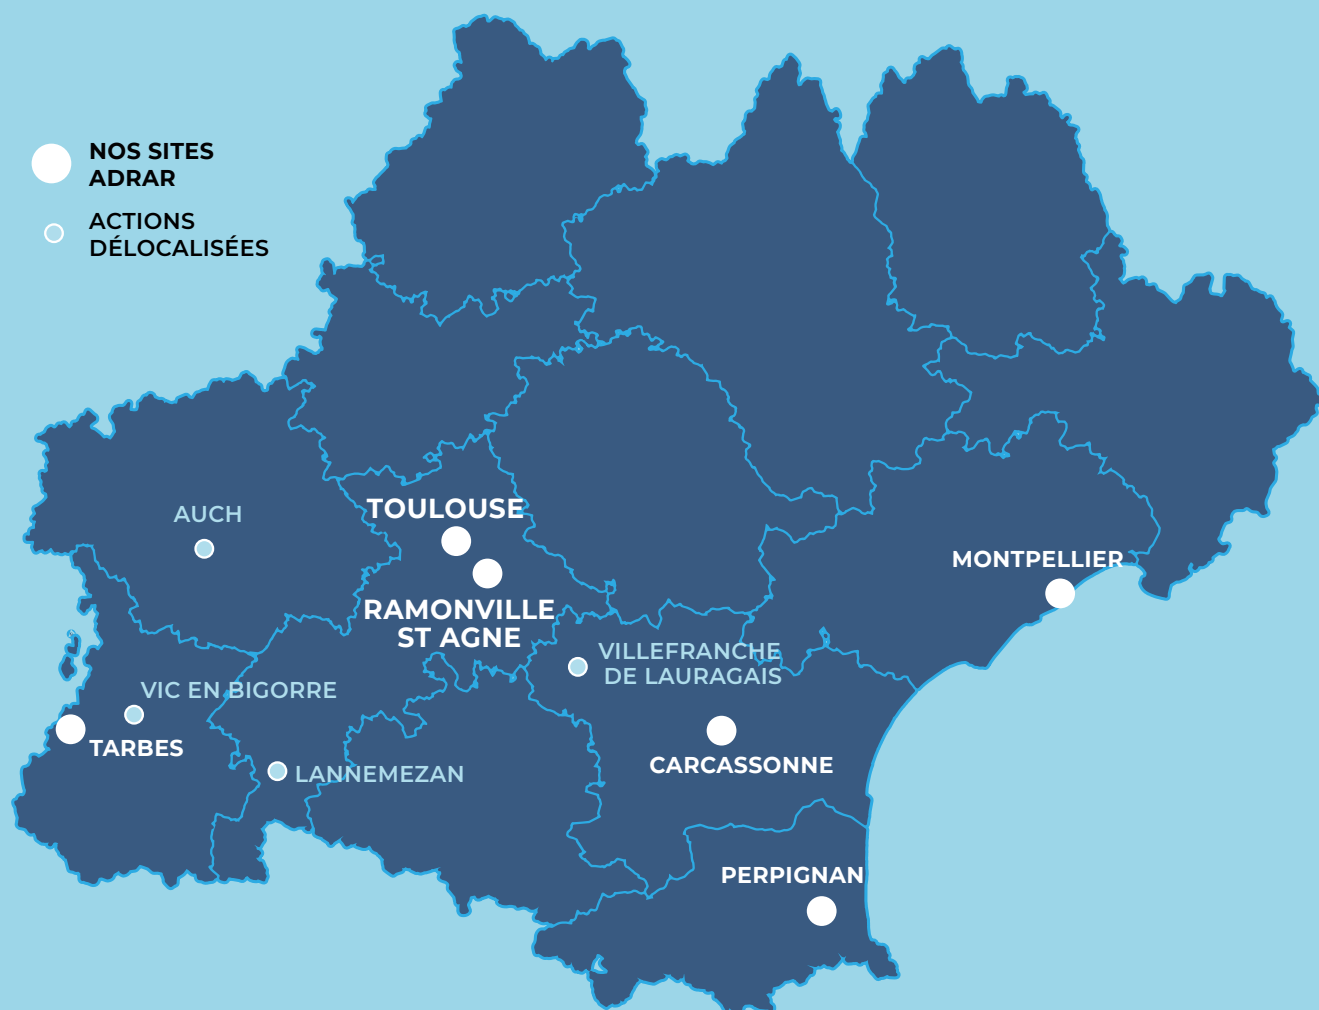 NOS SITES
ADRAR
ACTIONS
DÉLOCALISÉES
AUCH
TOULOUSE
RAMONVILLE
ST AGNE
MONTPELLIER
VILLEFRANCHE
DE LAURAGAIS
VIC EN BIGORRE
TARBES
LANNEMEZAN
CARCASSONNE
PERPIGNAN